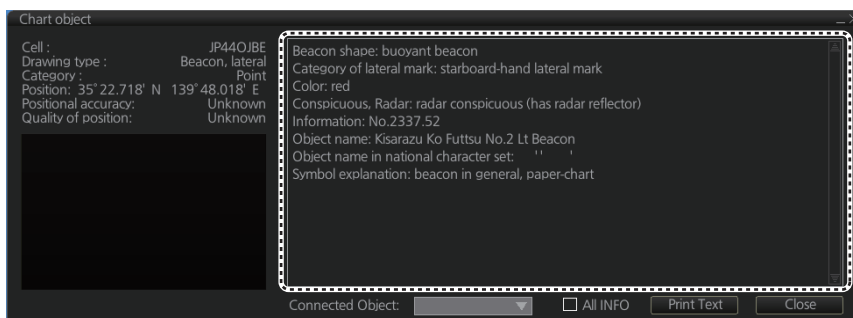 Chart object
Cell : JP44OJBE
Drawing type : Beacon, lateral
Category : Point
Position: 35°22.718' N 139°48.018' E
Positional accuracy: Unknown
Quality of position: Unknown
Beacon shape: buoyant beacon
Category of lateral mark: starboard-hand lateral mark
Color: red
Conspicuous, Radar: radar conspicuous (has radar reflector)
Information: No.2337.52
Object name: Kisarazu Ko Futtsu No.2 Lt Beacon
Object name in national character set: ' ' '
Symbol explanation: beacon in general, paper-chart
Connected Object:
All INFO
Print Text
Close